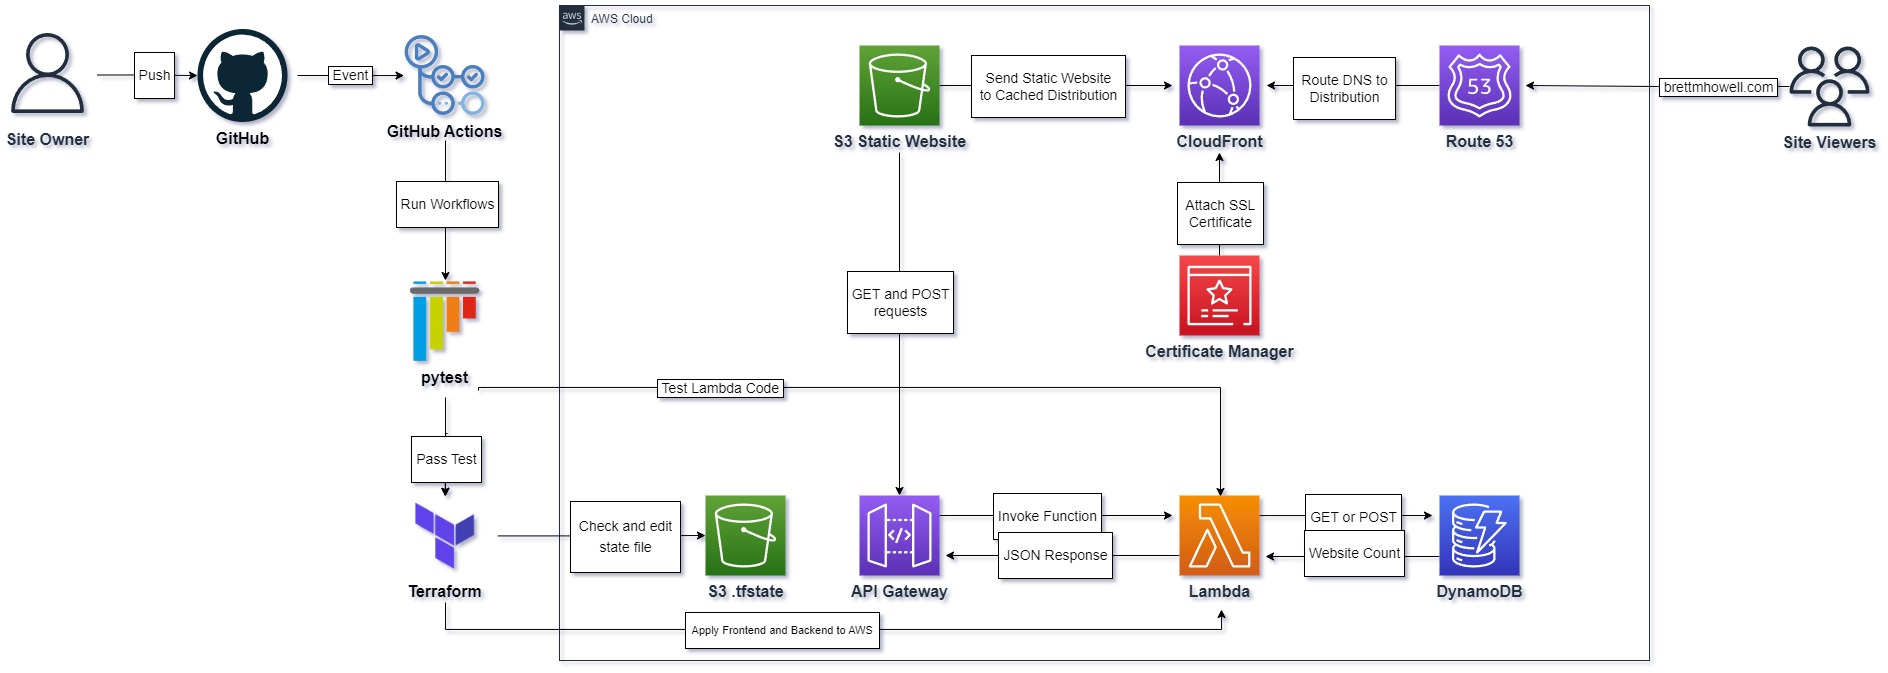 aws
AWS Cloud
Push
Event
Send Static Website
to Cached Distribution
Route DNS to
Distribution
53
brettmhowell.com
Site Owner
GitHub
GitHub Actions
S3 Static Website
CloudFront
Route 53
Site Viewers
Run Workflows
Attach SSL
Certificate
GET and POST
requests
Certificate Manager
pytest
Test Lambda Code
Pass Test
Check and edit
state file
</>
Invoke Function
JSON Response
GET or POST
Website Count
Terraform
S3 .tfstate
API Gateway
Lambda
DynamoDB
Apply Frontend and Backend to AWS